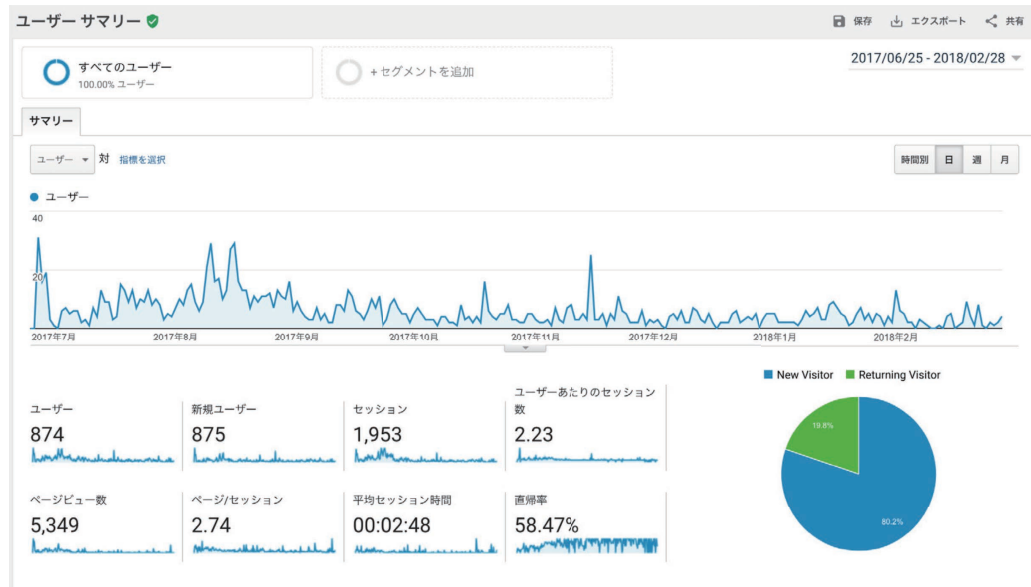 ユーザー サマリー
保存 エクスポート 共有
すべてのユーザー
100.00% ユーザー
+ セグメントを追加
2017/06/25 - 2018/02/28
サマリー
ユーザー 対 指標を選択
時間別 日 週 月
ユーザー
40
20
2017年7月 2017年8月 2017年9月 2017年10月 2017年11月 2017年12月 2018年1月 2018年2月
New Visitor Returning Visitor
ユーザー
874
新規ユーザー
875
セッション
1,953
ユーザーあたりのセッション
数
2.23
ページビュー数
5,349
ページ/セッション
2.74
平均セッション時間
00:02:48
直帰率
58.47%
19.8%
80.2%